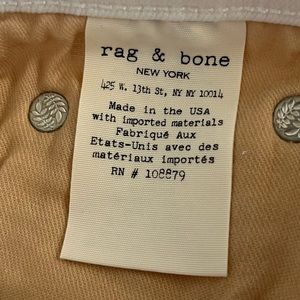 rag & bone
NEW YORK
425 W. 13th St, NY NY 10014
Made in the USA
with imported materials
Fabriqué Aux
Etats-Unis avec des
matériaux importés
RN # 108879